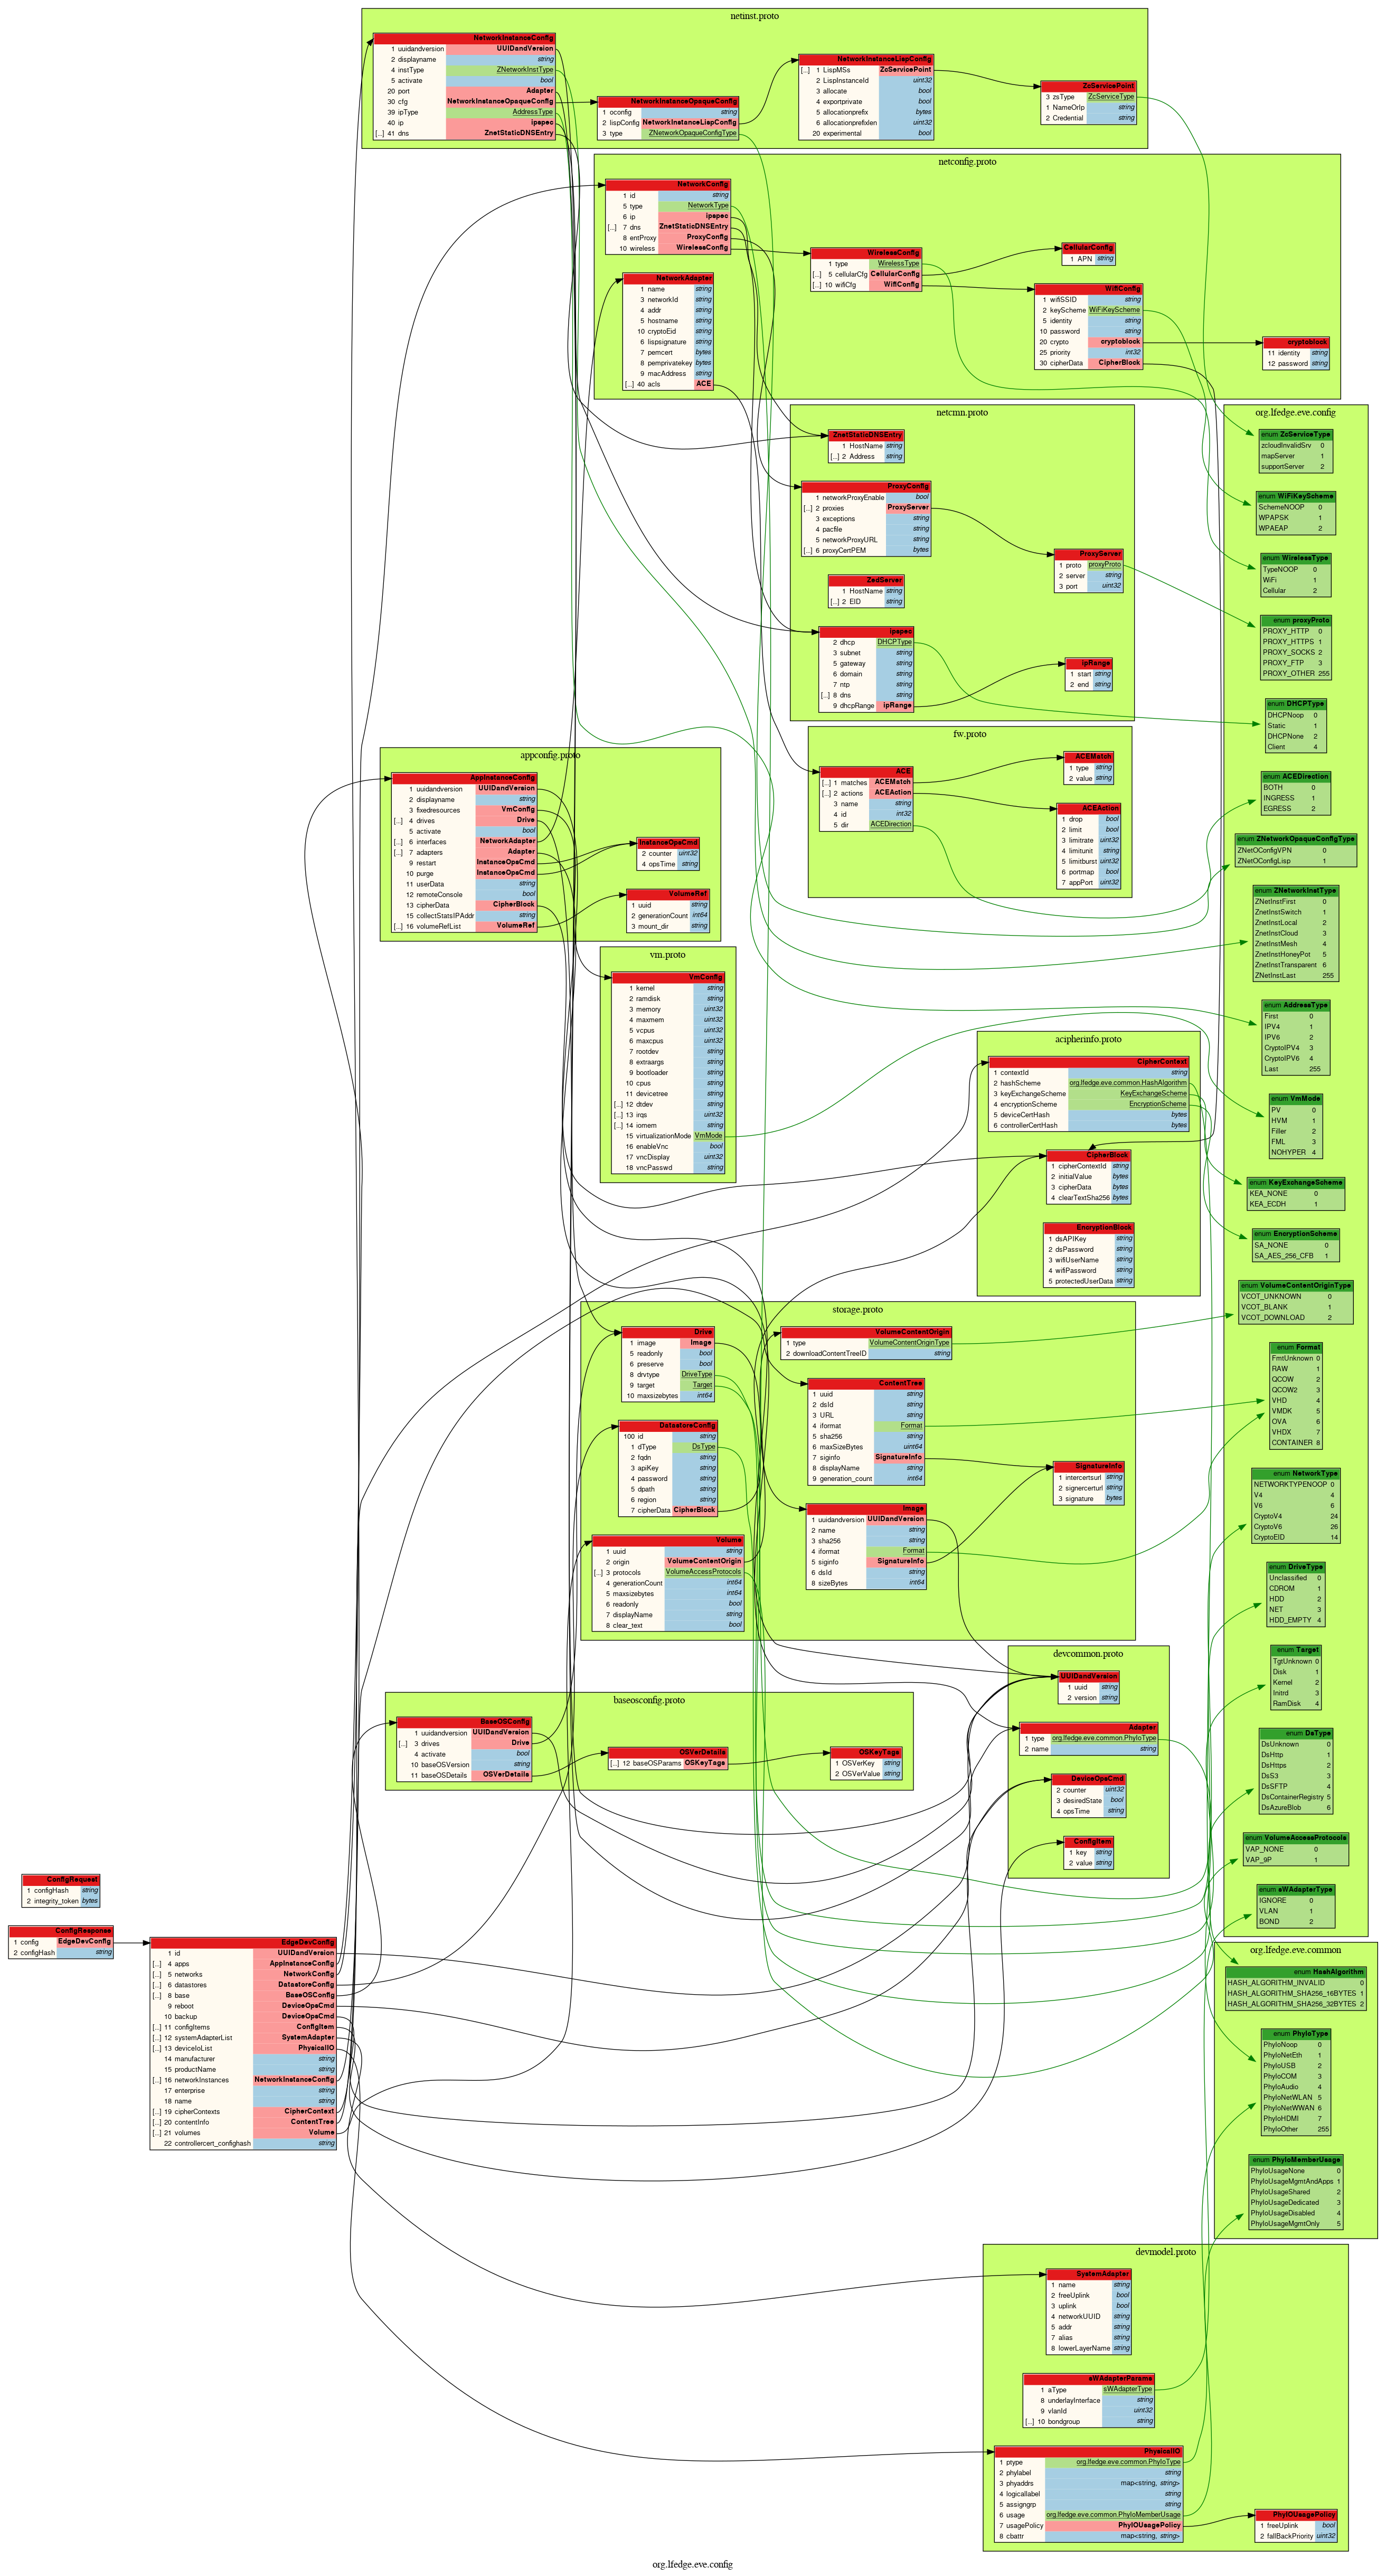 netinst.proto
NetworkInstanceConfig
1 uuidandversion UUIDandVersion
2 displayname string
4 instType ZNetworkInstType
5 activate bool
20 port Adapter
30 cfg NetworkInstanceOpaqueConfig
39 ipType AddressType
40 ip ipspec
[...] 41 dns ZnetStaticDNSEntry
NetworkInstanceOpaqueConfig
1 oconfig string
2 lispConfig NetworkInstanceLispConfig
3 type ZNetworkOpaqueConfigType
NetworkInstanceLispConfig
[...] 1 LispMSs ZcServicePoint
2 LispInstanceId uint32
3 allocate bool
4 exportprivate bool
5 allocationprefix bytes
6 allocationprefixlen uint32
20 experimental bool
ZcServicePoint
3 zsType ZcServiceType
1 NameOrIp string
2 Credential string
netconfig.proto
NetworkConfig
1 id string
5 type NetworkType
6 ip ipspec
[...] 7 dns ZnetStaticDNSEntry
8 entProxy ProxyConfig
10 wireless WirelessConfig
NetworkAdapter
1 name string
3 networkId string
4 addr string
5 hostname string
10 cryptoEid string
6 lispsignature string
7 pemcert bytes
8 pemprivatekey bytes
9 macAddress string
[...] 40 acls ACE
WirelessConfig
1 type WirelessType
[...] 5 cellularCfg CellularConfig
[...] 10 wifiCfg WifiConfig
CellularConfig
1 APN string
WifiConfig
1 wifiSSID string
2 keyScheme WiFiKeyScheme
5 identity string
10 password string
20 crypto cryptoblock
25 priority int32
30 cipherData CipherBlock
cryptoblock
11 identity string
12 password string
netcmn.proto
ZnetStaticDNSEntry
1 HostName string
[...] 2 Address string
ProxyConfig
1 networkProxyEnable bool
[...] 2 proxies ProxyServer
3 exceptions string
4 pacfile string
5 networkProxyURL string
[...] 6 proxyCertPEM bytes
ProxyServer
1 proto proxyProto
2 server string
3 port uint32
ZedServer
1 HostName string
[...] 2 EID string
ipspec
2 dhcp DHCPType
3 subnet string
5 gateway string
6 domain string
7 ntp string
[...] 8 dns string
9 dhcpRange ipRange
ipRange
1 start string
2 end string
fw.proto
ACE
[...] 1 matches ACEMatch
[...] 2 actions ACEAction
3 name string
4 id int32
5 dir ACEDirection
ACEMatch
1 type string
2 value string
ACEAction
1 drop bool
2 limit bool
3 limitrate uint32
4 limitunit string
5 limitburst uint32
6 portmap bool
7 appPort uint32
appconfig.proto
AppInstanceConfig
1 uuidandversion UUIDandVersion
2 displayname string
3 fixedresources VmConfig
[...] 4 drives Drive
5 activate bool
[...] 6 interfaces NetworkAdapter
[...] 7 adapters Adapter
9 restart InstanceOpsCmd
10 purge InstanceOpsCmd
11 userData string
12 remoteConsole bool
13 cipherData CipherBlock
15 collectStatsIPAddr string
[...] 16 volumeRefList VolumeRef
InstanceOpsCmd
2 counter uint32
4 opsTime string
VolumeRef
1 uuid string
2 generationCount int64
3 mount_dir string
vm.proto
VmConfig
1 kernel string
2 ramdisk string
3 memory uint32
4 maxmem uint32
5 vcpus uint32
6 maxcpus uint32
7 rootdev string
8 extraargs string
9 bootloader string
10 cpus string
11 devicetree string
[...] 12 dtdev string
[...] 13 irqs uint32
[...] 14 iomem string
15 virtualizationMode VmMode
16 enableVnc bool
17 vncDisplay uint32
18 vncPasswd string
acipherinfo.proto
CipherContext
1 contextId string
2 hashScheme org.lfedge.eve.common.HashAlgorithm
3 keyExchangeScheme KeyExchangeScheme
4 encryptionScheme EncryptionScheme
5 deviceCertHash bytes
6 controllerCertHash bytes
CipherBlock
1 cipherContextId string
2 initialValue bytes
3 cipherData bytes
4 clearTextSha256 bytes
EncryptionBlock
1 dsAPIKey string
2 dsPassword string
3 wifiUserName string
4 wifiPassword string
5 protectedUserData string
storage.proto
Drive
1 image Image
5 readonly bool
6 preserve bool
8 drvtype DriveType
9 target Target
10 maxsizebytes int64
DatastoreConfig
100 id string
1 dType DsType
2 fqdn string
3 apiKey string
4 password string
5 dpath string
6 region string
7 cipherData CipherBlock
Volume
1 uuid string
2 origin VolumeContentOrigin
[...] 3 protocols VolumeAccessProtocols
4 generationCount int64
5 maxsizebytes int64
6 readonly bool
7 displayName string
8 clear_text bool
VolumeContentOrigin
1 type VolumeContentOriginType
2 downloadContentTreeID string
ContentTree
1 uuid string
2 dsId string
3 URL string
4 iformat Format
5 sha256 string
6 maxSizeBytes uint64
7 siginfo SignatureInfo
8 displayName string
9 generation_count int64
Image
1 uuidandversion UUIDandVersion
2 name string
3 sha256 string
4 iformat Format
5 siginfo SignatureInfo
6 dsId string
8 sizeBytes int64
SignatureInfo
1 intercertsurl string
2 signercerturl string
3 signature bytes
devcommon.proto
UUIDandVersion
1 uuid string
2 version string
Adapter
1 type org.lfedge.eve.common.PhyIoType
2 name string
DeviceOpsCmd
2 counter uint32
3 desiredState bool
4 opsTime string
ConfigItem
1 key string
2 value string
baseosconfig.proto
BaseOSConfig
1 uuidandversion UUIDandVersion
[...] 3 drives Drive
4 activate bool
10 baseOSVersion string
11 baseOSDetails OSVerDetails
OSVerDetails
[...] 12 baseOSParams OSKeyTags
OSKeyTags
1 OSVerKey string
2 OSVerValue string
ConfigRequest
1 configHash string
2 integrity_token bytes
ConfigResponse
1 config EdgeDevConfig
2 configHash string
EdgeDevConfig
1 id UUIDandVersion
[...] 4 apps AppInstanceConfig
[...] 5 networks NetworkConfig
[...] 6 datastores DatastoreConfig
[...] 8 base BaseOSConfig
9 reboot DeviceOpsCmd
10 backup DeviceOpsCmd
[...] 11 configItems ConfigItem
[...] 12 systemAdapterList SystemAdapter
[...] 13 deviceIoList PhysicalIO
14 manufacturer string
15 productName string
[...] 16 networkInstances NetworkInstanceConfig
17 enterprise string
18 name string
[...] 19 cipherContexts CipherContext
[...] 20 contentInfo ContentTree
[...] 21 volumes Volume
22 controllercert_confighash string
devmodel.proto
SystemAdapter
1 name string
2 freeUplink bool
3 uplink bool
4 networkUUID string
5 addr string
7 alias string
8 lowerLayerName string
sWAdapterParams
1 aType sWAdapterType
8 underlayInterface string
9 vlanId uint32
[...] 10 bondgroup string
PhysicalIO
1 ptype org.lfedge.eve.common.PhyIoType
2 phylabel string
3 phyaddrs map<string, string>
4 logicallabel string
5 assigngrp string
6 usage org.lfedge.eve.common.PhyIoMemberUsage
7 usagePolicy PhyIOUsagePolicy
8 cbattr map<string, string>
PhyIOUsagePolicy
1 freeUplink bool
2 fallBackPriority uint32
org.lfedge.eve.config
enum ZcServiceType
zcloudInvalidSrv 0
mapServer 1
supportServer 2
enum WiFiKeyScheme
SchemeNOOP 0
WPAPSK 1
WPAEAP 2
enum WirelessType
TypeNOOP 0
WiFi 1
Cellular 2
enum proxyProto
PROXY_HTTP 0
PROXY_HTTPS 1
PROXY_SOCKS 2
PROXY_FTP 3
PROXY_OTHER 255
enum DHCPType
DHCPNoop 0
Static 1
DHCPNone 2
Client 4
enum ACEDirection
BOTH 0
INGRESS 1
EGRESS 2
enum ZNetworkOpaqueConfigType
ZNetOConfigVPN 0
ZNetOConfigLisp 1
enum ZNetworkInstType
ZNetInstFirst 0
ZnetInstSwitch 1
ZnetInstLocal 2
ZnetInstCloud 3
ZnetInstMesh 4
ZnetInstHoneyPot 5
ZnetInstTransparent 6
ZNetInstLast 255
enum AddressType
First 0
IPV4 1
IPV6 2
CryptoIPV4 3
CryptoIPV6 4
Last 255
enum VmMode
PV 0
HVM 1
Filler 2
FML 3
NOHYPER 4
enum KeyExchangeScheme
KEA_NONE 0
KEA_ECDH 1
enum EncryptionScheme
SA_NONE 0
SA_AES_256_CFB 1
enum VolumeContentOriginType
VCOT_UNKNOWN 0
VCOT_BLANK 1
VCOT_DOWNLOAD 2
enum Format
FmtUnknown 0
RAW 1
QCOW 2
QCOW2 3
VHD 4
VMDK 5
OVA 6
VHDX 7
CONTAINER 8
enum NetworkType
NETWORKTYPENOOP 0
V4 4
V6 6
CryptoV4 24
CryptoV6 26
CryptoEID 14
enum DriveType
Unclassified 0
CDROM 1
HDD 2
NET 3
HDD_EMPTY 4
enum Target
TgtUnknown 0
Disk 1
Kernel 2
Initrd 3
RamDisk 4
enum DsType
DsUnknown 0
DsHttp 1
DsHttps 2
DsS3 3
DsSFTP 4
DsContainerRegistry 5
DsAzureBlob 6
enum VolumeAccessProtocols
VAP_NONE 0
VAP_9P 1
enum sWAdapterType
IGNORE 0
VLAN 1
BOND 2
org.lfedge.eve.common
enum HashAlgorithm
HASH_ALGORITHM_INVALID 0
HASH_ALGORITHM_SHA256_16BYTES 1
HASH_ALGORITHM_SHA256_32BYTES 2
enum PhyIoType
PhyIoNoop 0
PhyIoNetEth 1
PhyIoUSB 2
PhyIoCOM 3
PhyIoAudio 4
PhyIoNetWLAN 5
PhyIoNetWWAN 6
PhyIoHDMI 7
PhyIoOther 255
enum PhyIoMemberUsage
PhyIoUsageNone 0
PhyIoUsageMgmtAndApps 1
PhyIoUsageShared 2
PhyIoUsageDedicated 3
PhyIoUsageDisabled 4
PhyIoUsageMgmtOnly 5
org.lfedge.eve.config